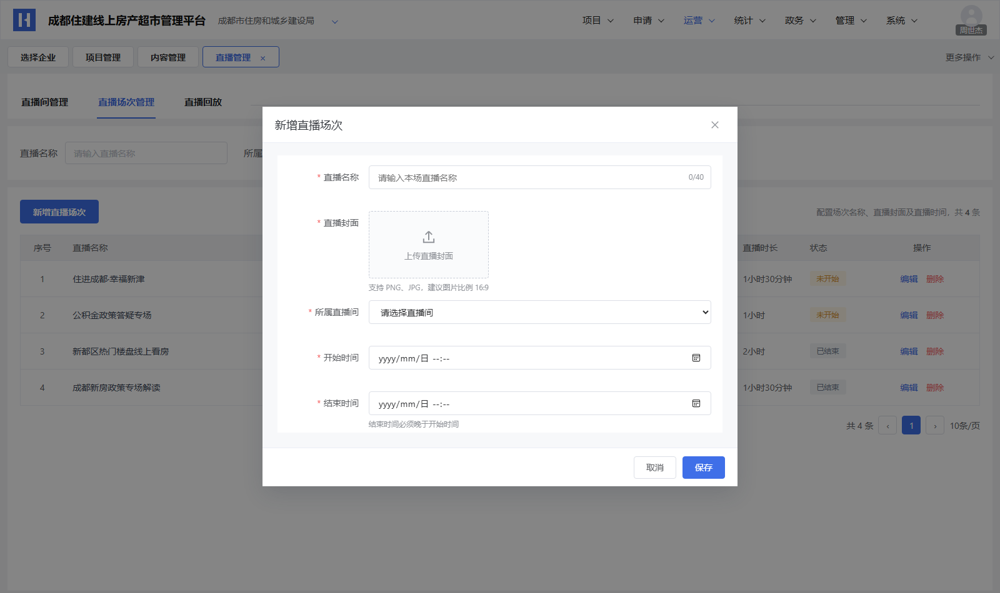 成都住建线上房产超市管理平台 成都市住房和城乡建设局 项目 申请 运营 统计 政务 管理 系统 周世杰
选择企业 项目管理 内容管理 直播管理 × 更多操作
直播间管理 直播场次管理 直播回放
直播名称 请输入直播名称 所属
新增直播场次 配置场次名称、直播封面及直播时间，共 4 条
序号 直播名称 直播时长 状态 操作
1 住进成都·幸福新津 1小时30分钟 未开始 编辑 删除
2 公积金政策答疑专场 1小时 未开始 编辑 删除
3 新都区热门楼盘线上看房 2小时 已结束 编辑 删除
4 成都新房政策专场解读 1小时30分钟 已结束 编辑 删除
共 4 条 ‹ 1 › 10条/页
新增直播场次
* 直播名称 请输入本场直播名称 0/40
* 直播封面
上传直播封面
支持 PNG、JPG，建议图片比例 16:9
* 所属直播间 请选择直播间
* 开始时间 yyyy/mm/日 --:--
* 结束时间 yyyy/mm/日 --:--
结束时间必须晚于开始时间
取消 保存